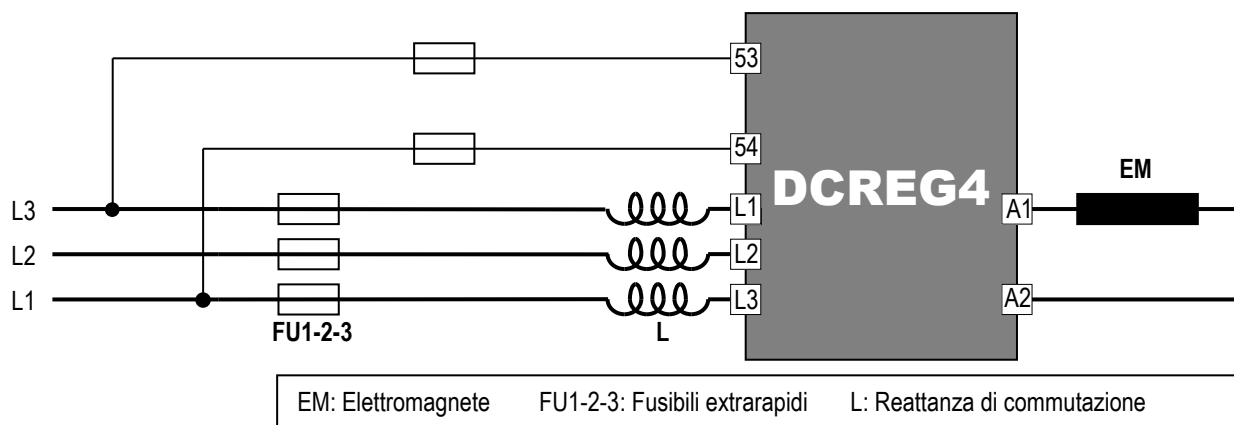 53
54
DCREG4
EM
L3
L1
A1
L2
L2
L1
L3
A2
FU1-2-3
L
EM: Elettromagnete FU1-2-3: Fusibili extrarapidi L: Reattanza di commutazione